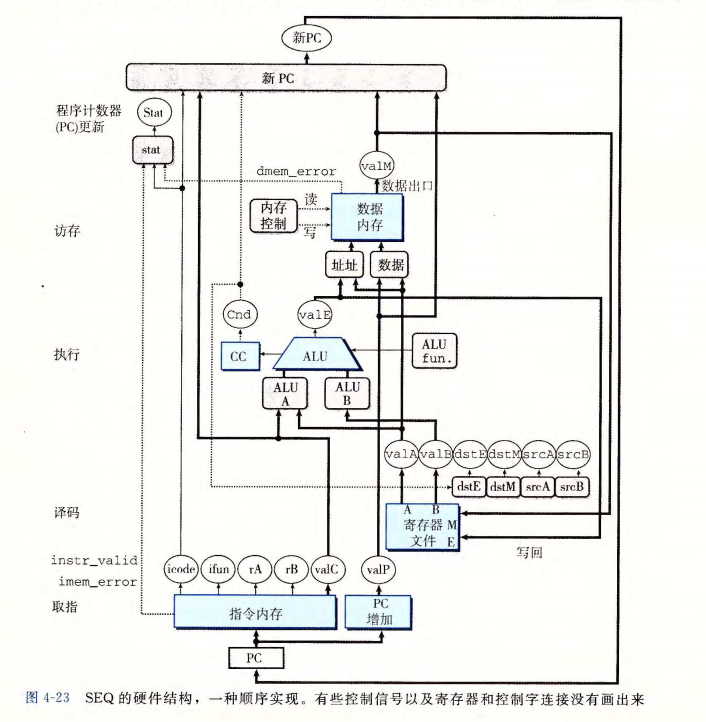 新PC
新 PC
程序计数器
(PC)更新
Stat
stat
dmem_error
valM
数据出口
内存
控制
读
写
数据
内存
访存
址址
数据
Cnd
valE
执行
CC
ALU
ALU
fun.
ALU
A
ALU
B
valA
valB
dstE
dstM
srcA
srcB
dstE
dstM
srcA
srcB
译码
A B
寄存器 M
文件 E
写回
instr_valid
imem_error
icode
ifun
rA
rB
valC
valP
取指
指令内存
PC
增加
PC
图 4-23 SEQ 的硬件结构，一种顺序实现。有些控制信号以及寄存器和控制字连接没有画出来